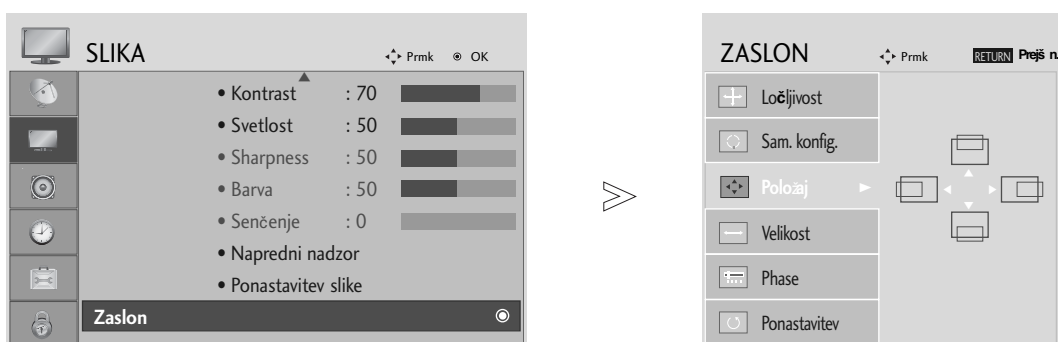 SLIKA
Prmk OK
• Kontrast : 70
• Svetlost : 50
• Sharpness : 50
• Barva : 50
• Senčenje : 0
• Napredni nadzor
• Ponastavitev slike
Zaslon
ZASLON
Prmk RETURN Prejš n.
Ločljivost
Sam. konfig.
Položaj
Velikost
Phase
Ponastavitev